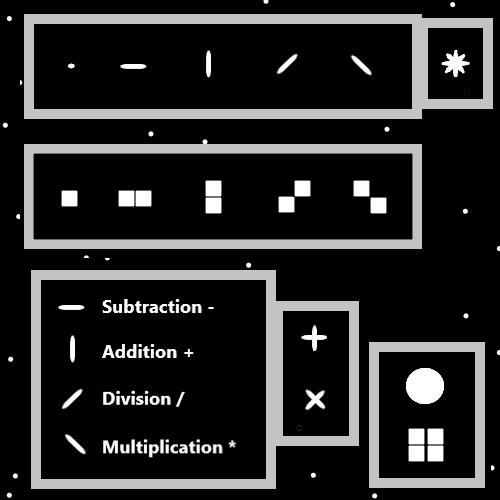 Subtraction -
Addition +
Division /
Multiplication *